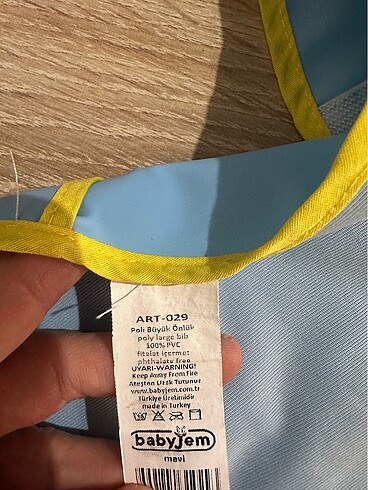 ART-029
Poli Büyük Önlük
poly large bib
100% PVC
fitalat içermez
phthalate free
UYARI-WARNING!
Keep Away From Fire
Ateşten Uzak Tutunuz
www.babyjem.com.tr
Türkiye Üretimidir
made in Turkey
babyjem
mavi